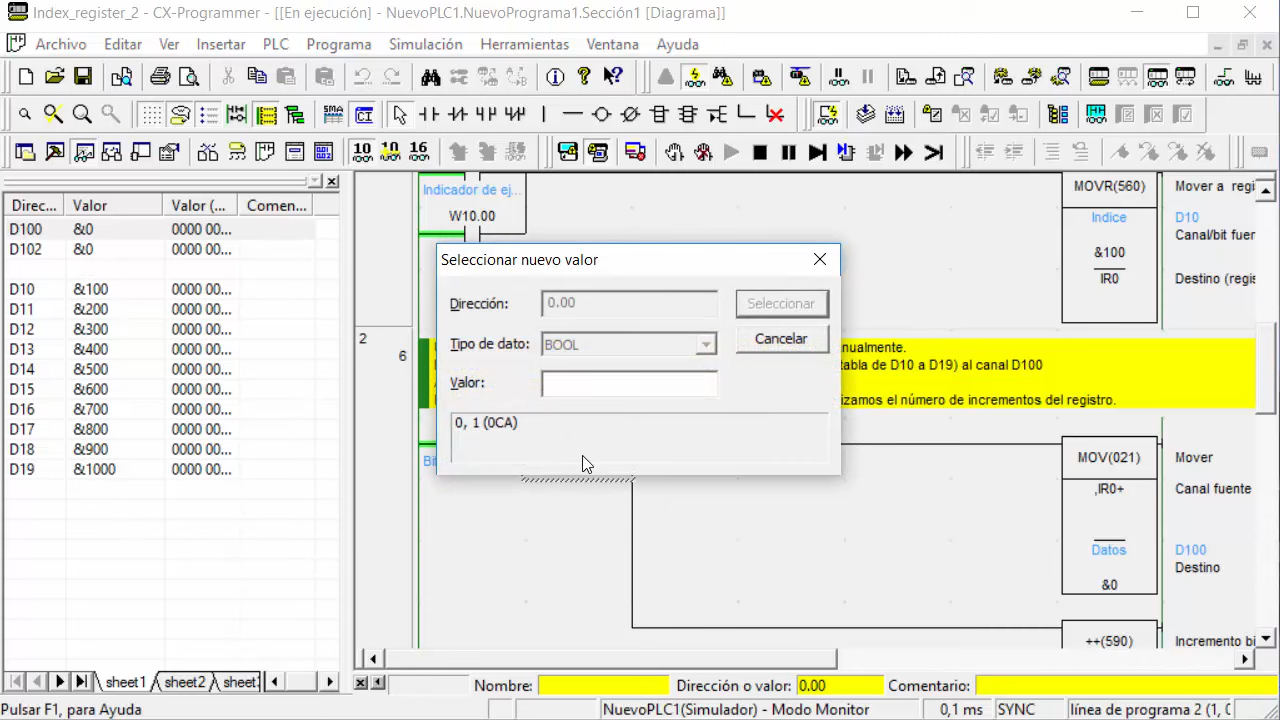 Index_register_2 - CX-Programmer - [[En ejecución] - NuevoPLC1.NuevoPrograma1.Sección1 [Diagrama]]
Archivo Editar Ver Insertar PLC Programa Simulación Herramientas Ventana Ayuda
SMA CI
10 10 16
Direc... Valor Valor (... Comen...
D100 &0 0000 00...
D102 &0 0000 00...
D10 &100 0000 00...
D11 &200 0000 00...
D12 &300 0000 00...
D13 &400 0000 00...
D14 &500 0000 00...
D15 &600 0000 00...
D16 &700 0000 00...
D17 &800 0000 00...
D18 &900 0000 00...
D19 &1000 0000 00...
sheet1 sheet2 sheet
Indicador de ej...
W10.00
MOVR(560) Mover a regi
Indice D10
Canal/bit fuer
&100
IR0 Destino (regis
2
6
nualmente.
tabla de D10 a D19) al canal D100
izamos el número de incrementos del registro.
Bi
MOV(021) Mover
,IR0+ Canal fuente
Datos D100
Destino
&0
++(590) Incremento bi
Seleccionar nuevo valor
Dirección: 0.00 Seleccionar
Tipo de dato: BOOL Cancelar
Valor:
0, 1 (0CA)
Nombre: Dirección o valor: 0.00 Comentario:
Pulsar F1, para Ayuda NuevoPLC1(Simulador) - Modo Monitor 0,1 ms SYNC línea de programa 2 (1, 0